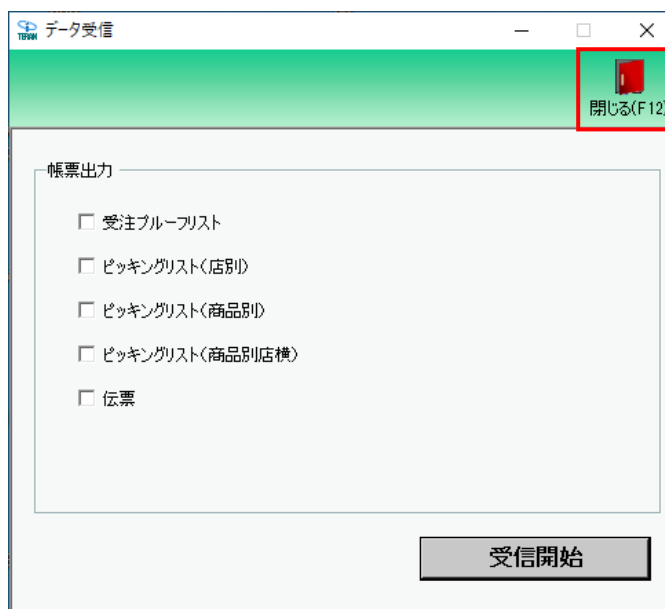 データ受信
閉じる(F12)
帳票出力
受注プルーフリスト
ピッキングリスト(店別)
ピッキングリスト(商品別)
ピッキングリスト(商品別店横)
伝票
受信開始